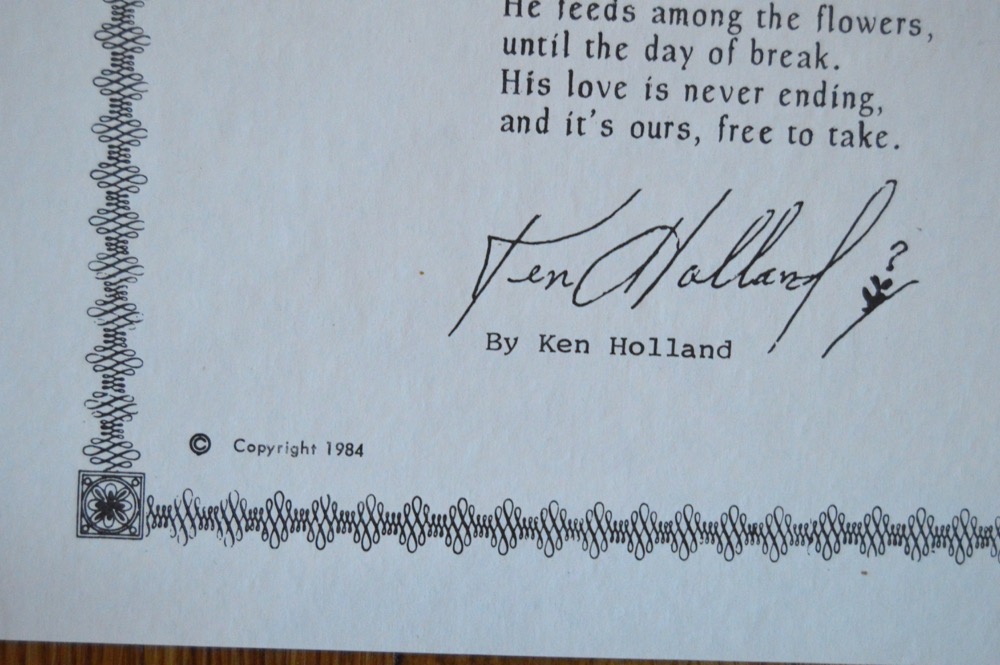 He feeds among the flowers,
until the day of break.
His love is never ending,
and it's ours, free to take.
Ken Holland ?
By Ken Holland
© Copyright 1984